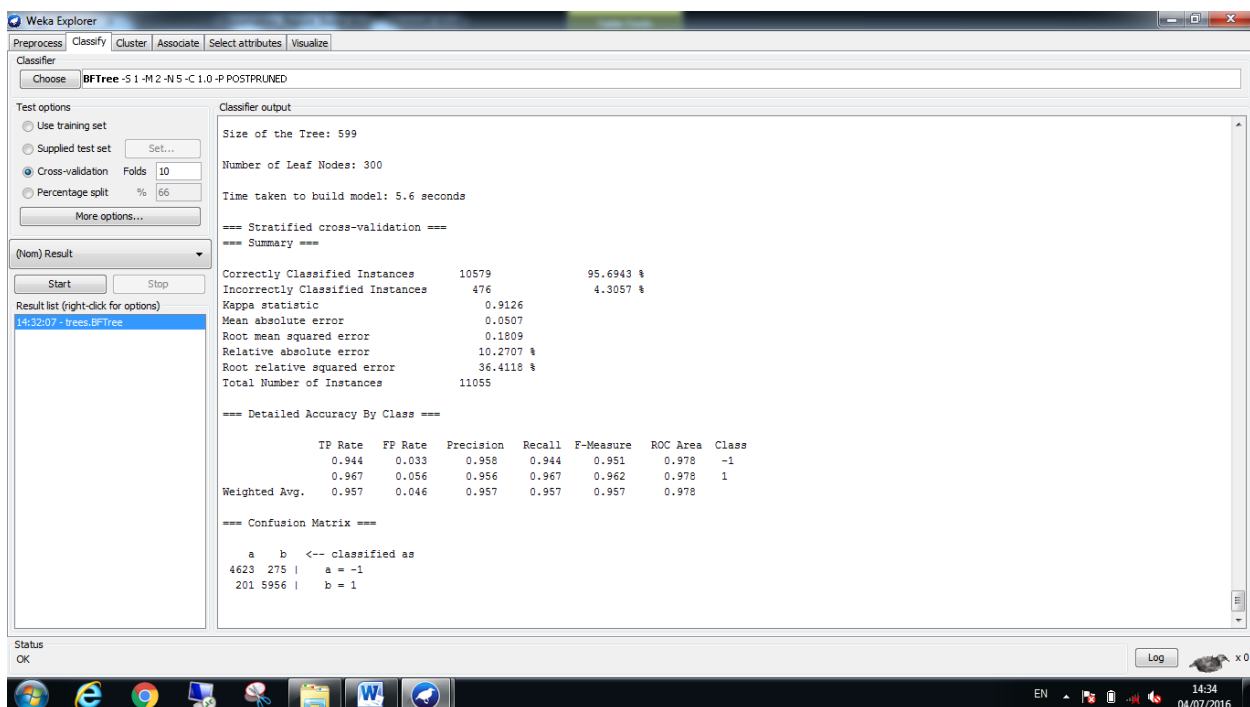 Weka Explorer
Preprocess Classify Cluster Associate Select attributes Visualize
Classifier
Choose BFTree -S 1 -M 2 -N 5 -C 1.0 -P POSTPRUNED
Test options
Use training set
Supplied test set Set...
Cross-validation Folds 10
Percentage split % 66
More options...
(Nom) Result
Start Stop
Result list (right-click for options)
14:32:07 - trees.BFTree
Classifier output
Size of the Tree: 599
Number of Leaf Nodes: 300
Time taken to build model: 5.6 seconds
=== Stratified cross-validation ===
=== Summary ===
Correctly Classified Instances 10579 95.6943 %
Incorrectly Classified Instances 476 4.3057 %
Kappa statistic 0.9126
Mean absolute error 0.0507
Root mean squared error 0.1809
Relative absolute error 10.2707 %
Root relative squared error 36.4118 %
Total Number of Instances 11055
=== Detailed Accuracy By Class ===
TP Rate FP Rate Precision Recall F-Measure ROC Area Class
0.944 0.033 0.958 0.944 0.951 0.978 -1
0.967 0.056 0.956 0.967 0.962 0.978 1
Weighted Avg. 0.957 0.046 0.957 0.957 0.957 0.978
=== Confusion Matrix ===
a b <-- classified as
4623 275 | a = -1
201 5956 | b = 1
Status
OK
Log x 0
EN 14:34
04/07/2016